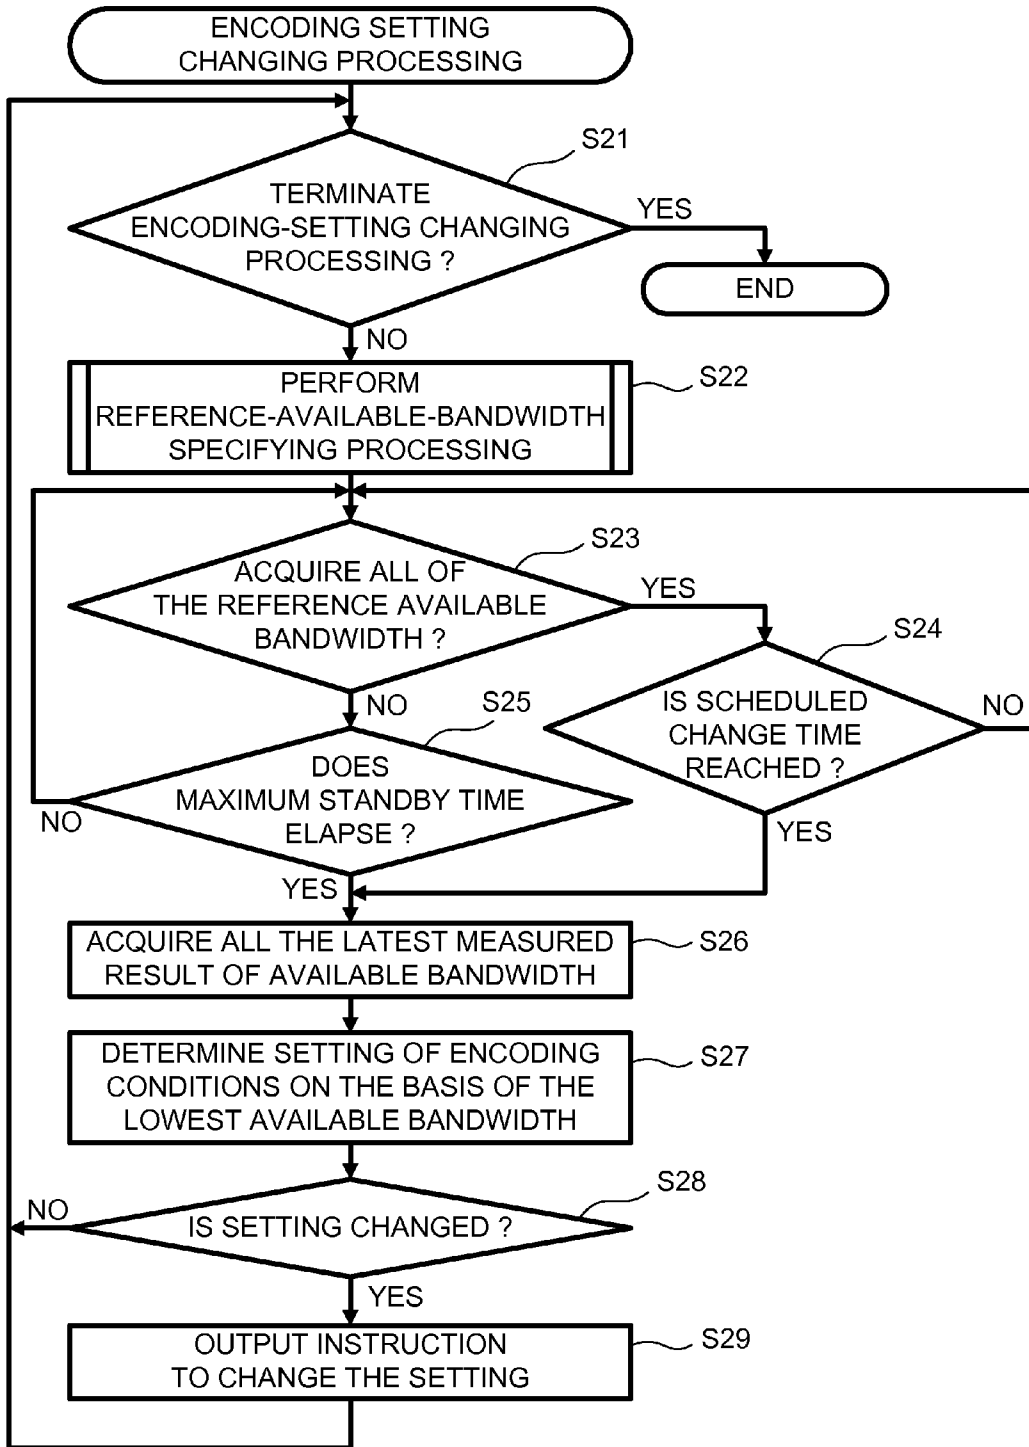 ENCODING SETTING
CHANGING PROCESSING
S21
TERMINATE
ENCODING-SETTING CHANGING
PROCESSING ?
YES
END
NO
S22
PERFORM
REFERENCE-AVAILABLE-BANDWIDTH
SPECIFYING PROCESSING
S23
ACQUIRE ALL OF
THE REFERENCE AVAILABLE
BANDWIDTH ?
YES
S24
IS SCHEDULED
CHANGE TIME
REACHED ?
NO
YES
NO
S25
DOES
MAXIMUM STANDBY TIME
ELAPSE ?
NO
YES
S26
ACQUIRE ALL THE LATEST MEASURED
RESULT OF AVAILABLE BANDWIDTH
S27
DETERMINE SETTING OF ENCODING
CONDITIONS ON THE BASIS OF THE
LOWEST AVAILABLE BANDWIDTH
S28
NO
IS SETTING CHANGED ?
YES
S29
OUTPUT INSTRUCTION
TO CHANGE THE SETTING